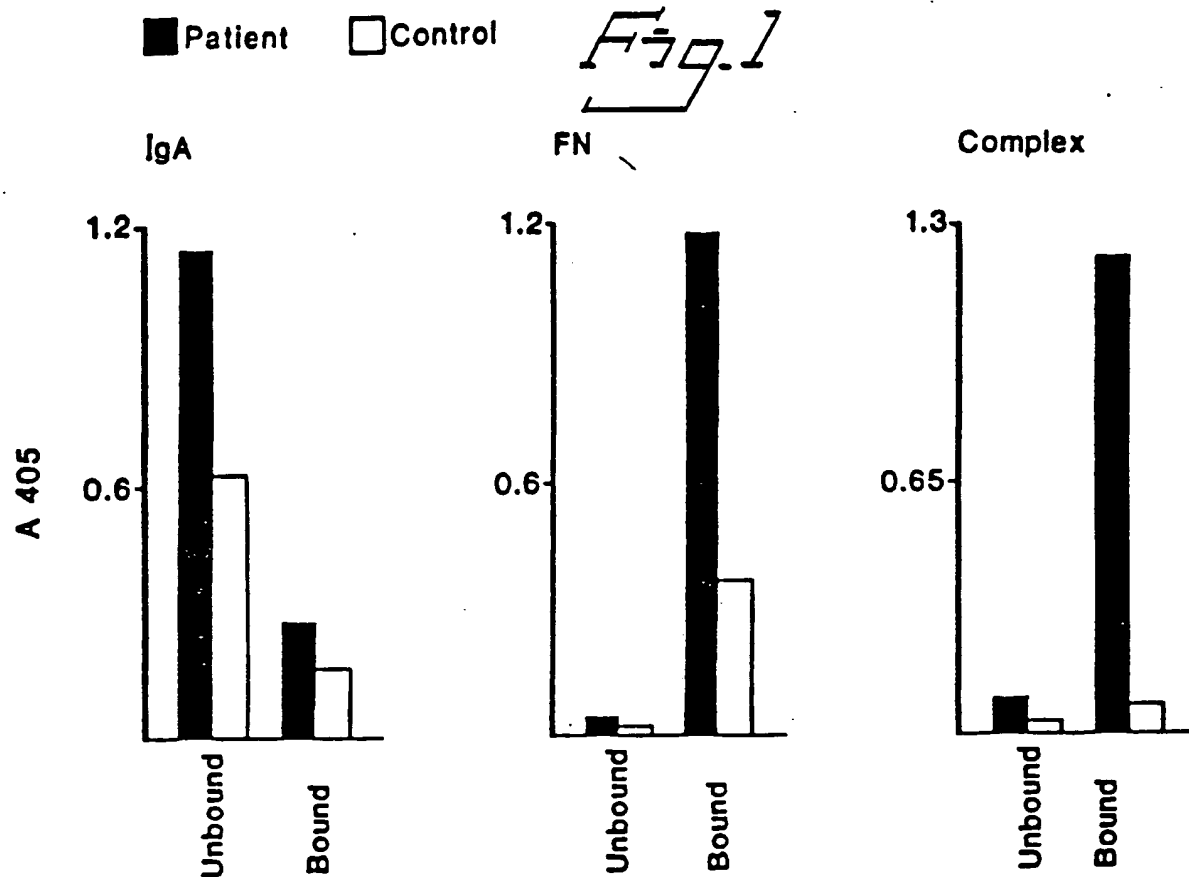 Patient Control
Fig.1
IgA FN Complex
1.2 1.2 1.3
A 405
0.6 0.6 0.65
Unbound Bound Unbound Bound Unbound Bound